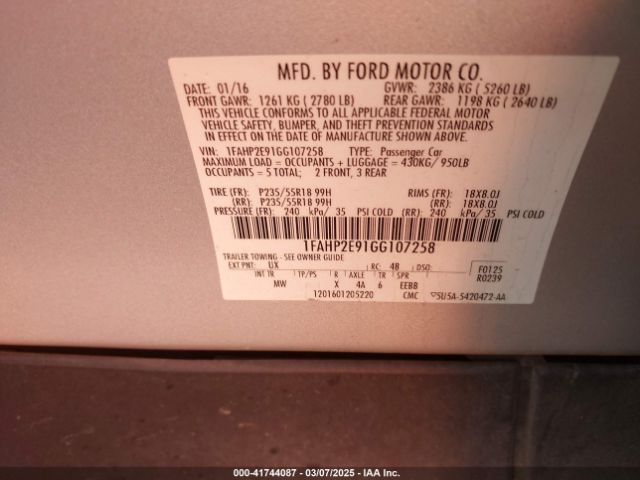 MFD. BY FORD MOTOR CO.
DATE: 01/16 GVWR: 2386 KG ( 5260 LB)
FRONT GAWR: 1261 KG ( 2780 LB) REAR GAWR: 1198 KG ( 2640 LB)
THIS VEHICLE CONFORMS TO ALL APPLICABLE FEDERAL MOTOR
VEHICLE SAFETY, BUMPER, AND THEFT PREVENTION STANDARDS
IN EFFECT ON THE DATE OF MANUFACTURE SHOWN ABOVE.
VIN: 1FAHP2E91GG107258 TYPE: Passenger Car
MAXIMUM LOAD = OCCUPANTS + LUGGAGE = 430KG/ 950LB
OCCUPANTS = 5 TOTAL; 2 FRONT, 3 REAR
TIRE (FR): P235/55R18 99H RIMS (FR): 18X8.0J
(RR): P235/55R18 99H (RR): 18X8.0J
PRESSURE (FR): 240 kPa/ 35 PSI COLD (RR): 240 kPa/ 35 PSI COLD
1FAHP2E91GG107258
TRAILER TOWING - SEE OWNER GUIDE
EXT PNT: UX RC: 48 DSO: F0125
R0239
INT TR TP/PS R AXLE TR SPR
MW X 4A 6 EEBB
1201601205220 CMC 5U5A-5420472-AA
000-41744087 - 03/07/2025 - IAA Inc.